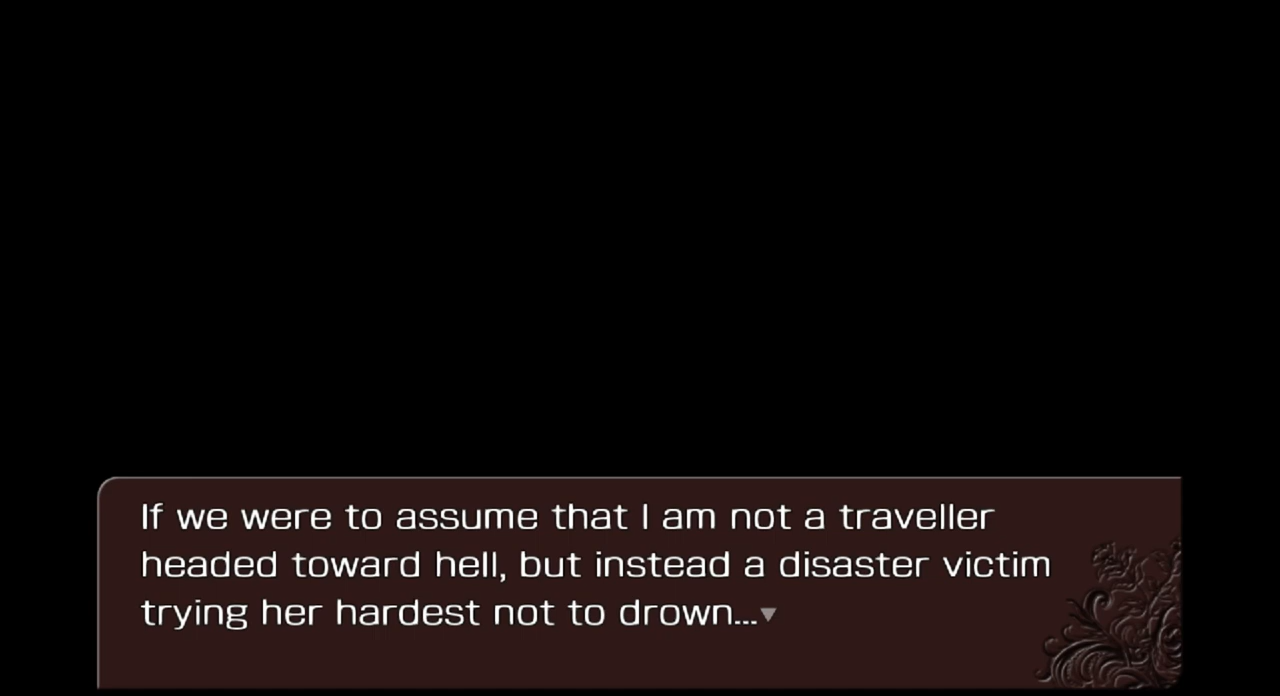 If we were to assume that I am not a traveller
headed toward hell, but instead a disaster victim
trying her hardest not to drown...